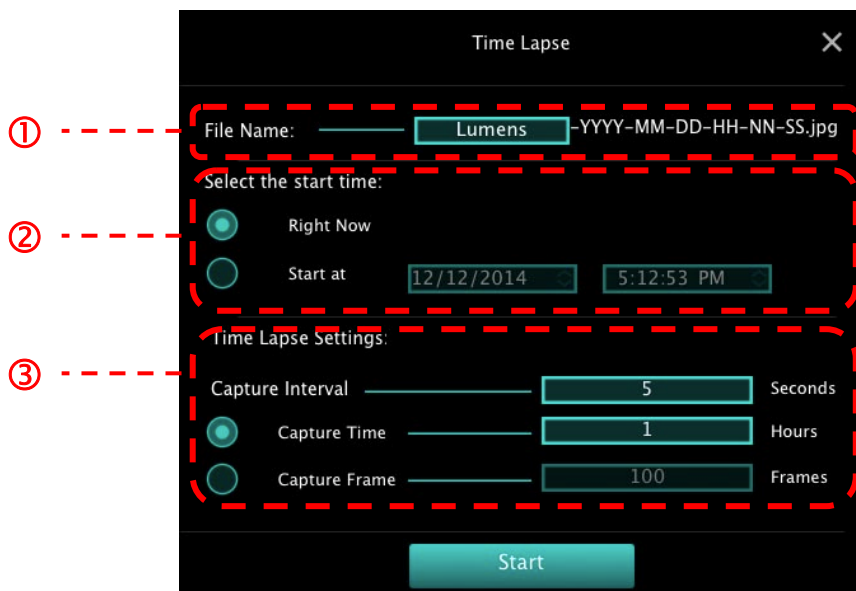 Time Lapse ×
① File Name: Lumens -YYYY-MM-DD-HH-NN-SS.jpg
Select the start time:
② Right Now
Start at 12/12/2014 5:12:53 PM
Time Lapse Settings:
③ Capture Interval 5 Seconds
Capture Time 1 Hours
Capture Frame 100 Frames
Start